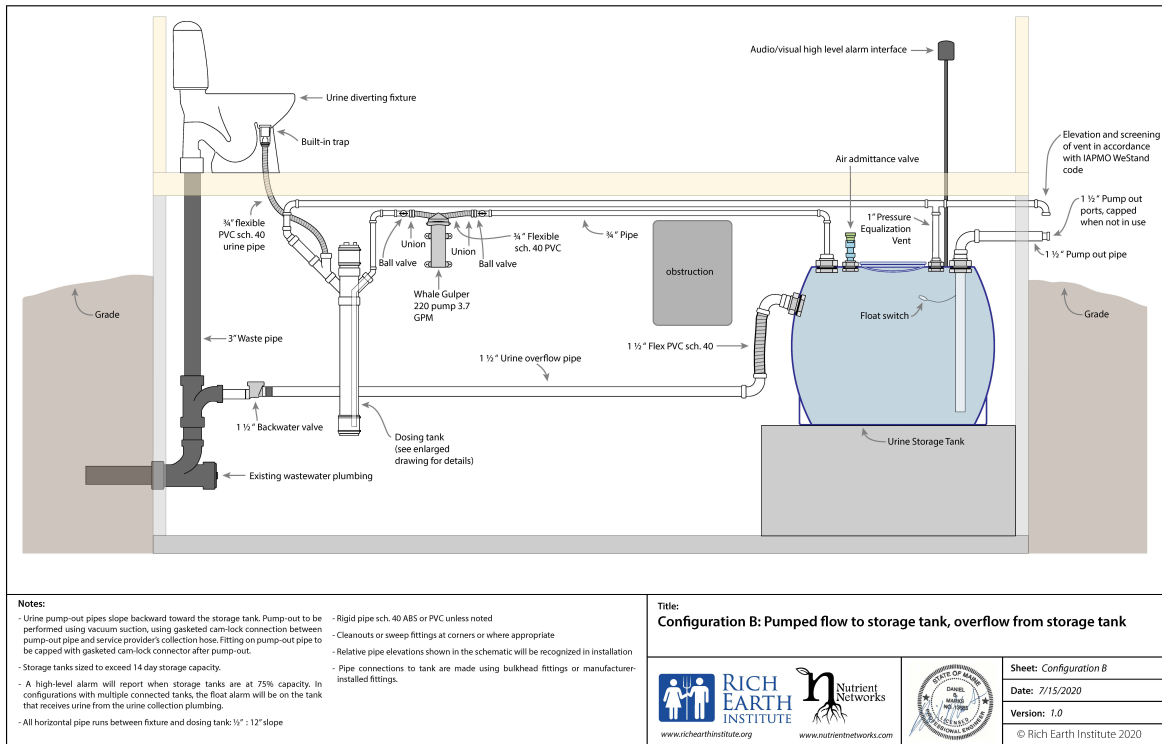 Audio/visual high level alarm interface
Urine diverting fixture
Built-in trap
Elevation and screening
of vent in accordance
with IAPMO WeStand
code
Air admittance valve
¾” flexible
PVC sch. 40
urine pipe
Union
Ball valve
¾” Flexible
sch. 40 PVC
Union
Ball valve
¾” Pipe
1” Pressure
Equalization
Vent
1 ½” Pump out
ports, capped
when not in use
1 ½” Pump out pipe
obstruction
Whale Gulper
220 pump 3.7
GPM
Grade
Float switch
Grade
3” Waste pipe
1 ½” Flex PVC sch. 40
1 ½” Urine overflow pipe
1 ½” Backwater valve
Dosing tank
(see enlarged
drawing for details)
Urine Storage Tank
Existing wastewater plumbing
Notes:
- Urine pump-out pipes slope backward toward the storage tank. Pump-out to be
performed using vacuum suction, using gasketed cam-lock connection between
pump-out pipe and service provider’s collection hose. Fitting on pump-out pipe to
be capped with gasketed cam-lock connector after pump-out.
- Storage tanks sized to exceed 14 day storage capacity.
- A high-level alarm will report when storage tanks are at 75% capacity. In
configurations with multiple connected tanks, the float alarm will be on the tank
that receives urine from the urine collection plumbing.
- All horizontal pipe runs between fixture and dosing tank: ½” : 12” slope
- Rigid pipe sch. 40 ABS or PVC unless noted
- Cleanouts or sweep fittings at corners or where appropriate
- Relative pipe elevations shown in the schematic will be recognized in installation
- Pipe connections to tank are made using bulkhead fittings or manufacturer-
installed fittings.
Title:
Configuration B: Pumped flow to storage tank, overflow from storage tank
RICH
EARTH
INSTITUTE
www.richearthinstitute.org
Nutrient
Networks
www.nutrientnetworks.com
STATE OF MAINE
DANIEL
MARKS
LICENSED
PROFESSIONAL ENGINEER
Sheet: Configuration B
Date: 7/15/2020
Version: 1.0
© Rich Earth Institute 2020